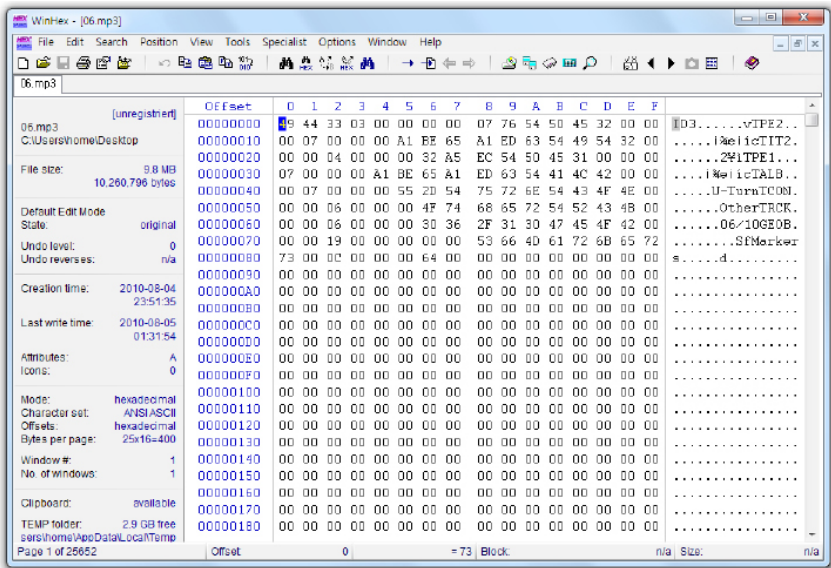 WinHex - [06.mp3]
File Edit Search Position View Tools Specialist Options Window Help
06.mp3
[unregistriert]
06.mp3
C:\Users\home\Desktop
File size: 9.8 MB
10,260,796 bytes
Default Edit Mode
State: original
Undo level: 0
Undo reverses: n/a
Creation time: 2010-08-04
23:51:35
Last write time: 2010-08-05
01:31:54
Attributes: A
Icons: 0
Mode: hexadecimal
Character set: ANSI ASCII
Offsets: hexadecimal
Bytes per page: 25x16=400
Window #: 1
No. of windows: 1
Clipboard: available
TEMP folder: 2.9 GB free
sers\home\AppData\Local\Temp
Offset 0 1 2 3 4 5 6 7 8 9 A B C D E F
00000000 49 44 33 03 00 00 00 00 07 76 54 50 45 32 00 00 ID3......vTPE2..
00000010 00 07 00 00 00 A1 BE 65 A1 ED 63 54 49 54 32 00 .....¡¾e¡ícTIT2.
00000020 00 00 04 00 00 00 32 A5 EC 54 50 45 31 00 00 00 ......2¥ìTPE1...
00000030 07 00 00 00 A1 BE 65 A1 ED 63 54 41 4C 42 00 00 ....¡¾e¡ícTALB..
00000040 00 07 00 00 00 55 2D 54 75 72 6E 54 43 4F 4E 00 .....U-TurnTCON.
00000050 00 00 06 00 00 00 4F 74 68 65 72 54 52 43 4B 00 ......OtherTRCK.
00000060 00 00 06 00 00 00 30 36 2F 31 30 47 45 4F 42 00 ......06/10GEOB.
00000070 00 00 19 00 00 00 00 00 53 66 4D 61 72 6B 65 72 ........SfMarker
00000080 73 00 0C 00 00 00 64 00 00 00 00 00 00 00 00 00 s.....d.........
00000090 00 00 00 00 00 00 00 00 00 00 00 00 00 00 00 00 ................
000000A0 00 00 00 00 00 00 00 00 00 00 00 00 00 00 00 00 ................
000000B0 00 00 00 00 00 00 00 00 00 00 00 00 00 00 00 00 ................
000000C0 00 00 00 00 00 00 00 00 00 00 00 00 00 00 00 00 ................
000000D0 00 00 00 00 00 00 00 00 00 00 00 00 00 00 00 00 ................
000000E0 00 00 00 00 00 00 00 00 00 00 00 00 00 00 00 00 ................
000000F0 00 00 00 00 00 00 00 00 00 00 00 00 00 00 00 00 ................
00000100 00 00 00 00 00 00 00 00 00 00 00 00 00 00 00 00 ................
00000110 00 00 00 00 00 00 00 00 00 00 00 00 00 00 00 00 ................
00000120 00 00 00 00 00 00 00 00 00 00 00 00 00 00 00 00 ................
00000130 00 00 00 00 00 00 00 00 00 00 00 00 00 00 00 00 ................
00000140 00 00 00 00 00 00 00 00 00 00 00 00 00 00 00 00 ................
00000150 00 00 00 00 00 00 00 00 00 00 00 00 00 00 00 00 ................
00000160 00 00 00 00 00 00 00 00 00 00 00 00 00 00 00 00 ................
00000170 00 00 00 00 00 00 00 00 00 00 00 00 00 00 00 00 ................
00000180 00 00 00 00 00 00 00 00 00 00 00 00 00 00 00 00 ................
Page 1 of 25652 Offset: 0 = 73 Block: n/a Size: n/a